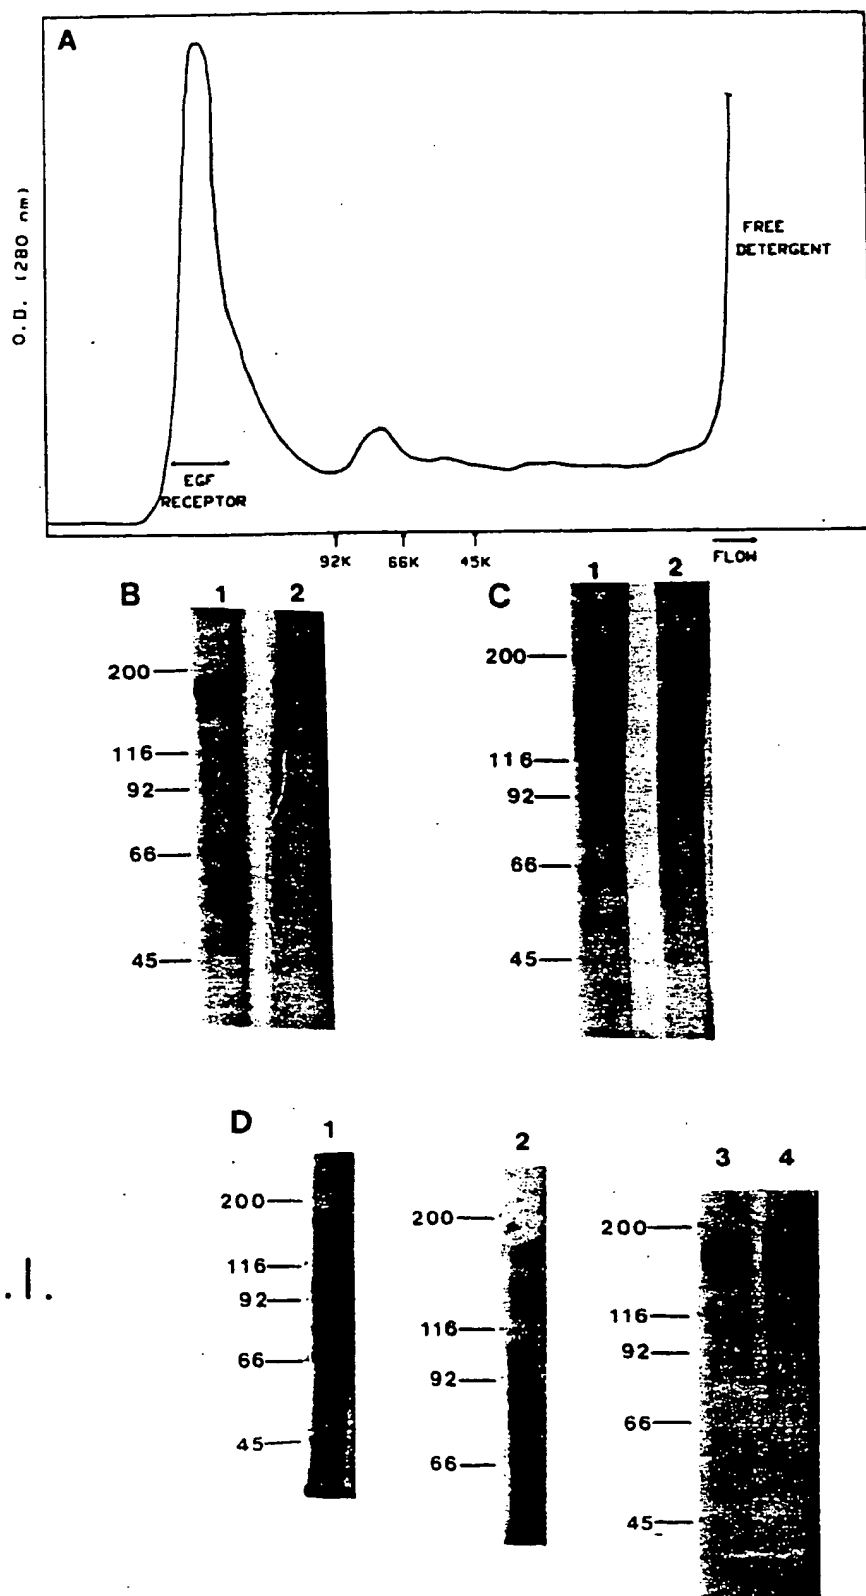 A
O.D. (280 nm)
FREE
DETERGENT
EGF
RECEPTOR
92K 66K 45K
FLOW
B 1 2
200
116
92
66
45
C 1 2
200
116
92
66
45
D 1
200
116
92
66
45
2
200
116
92
66
3 4
200
116
92
66
45
.I.